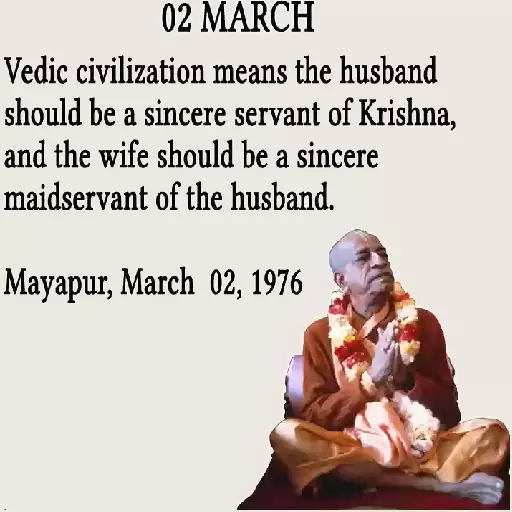 02 MARCH
Vedic civilization means the husband
should be a sincere servant of Krishna,
and the wife should be a sincere
maidservant of the husband.
Mayapur, March  02, 1976